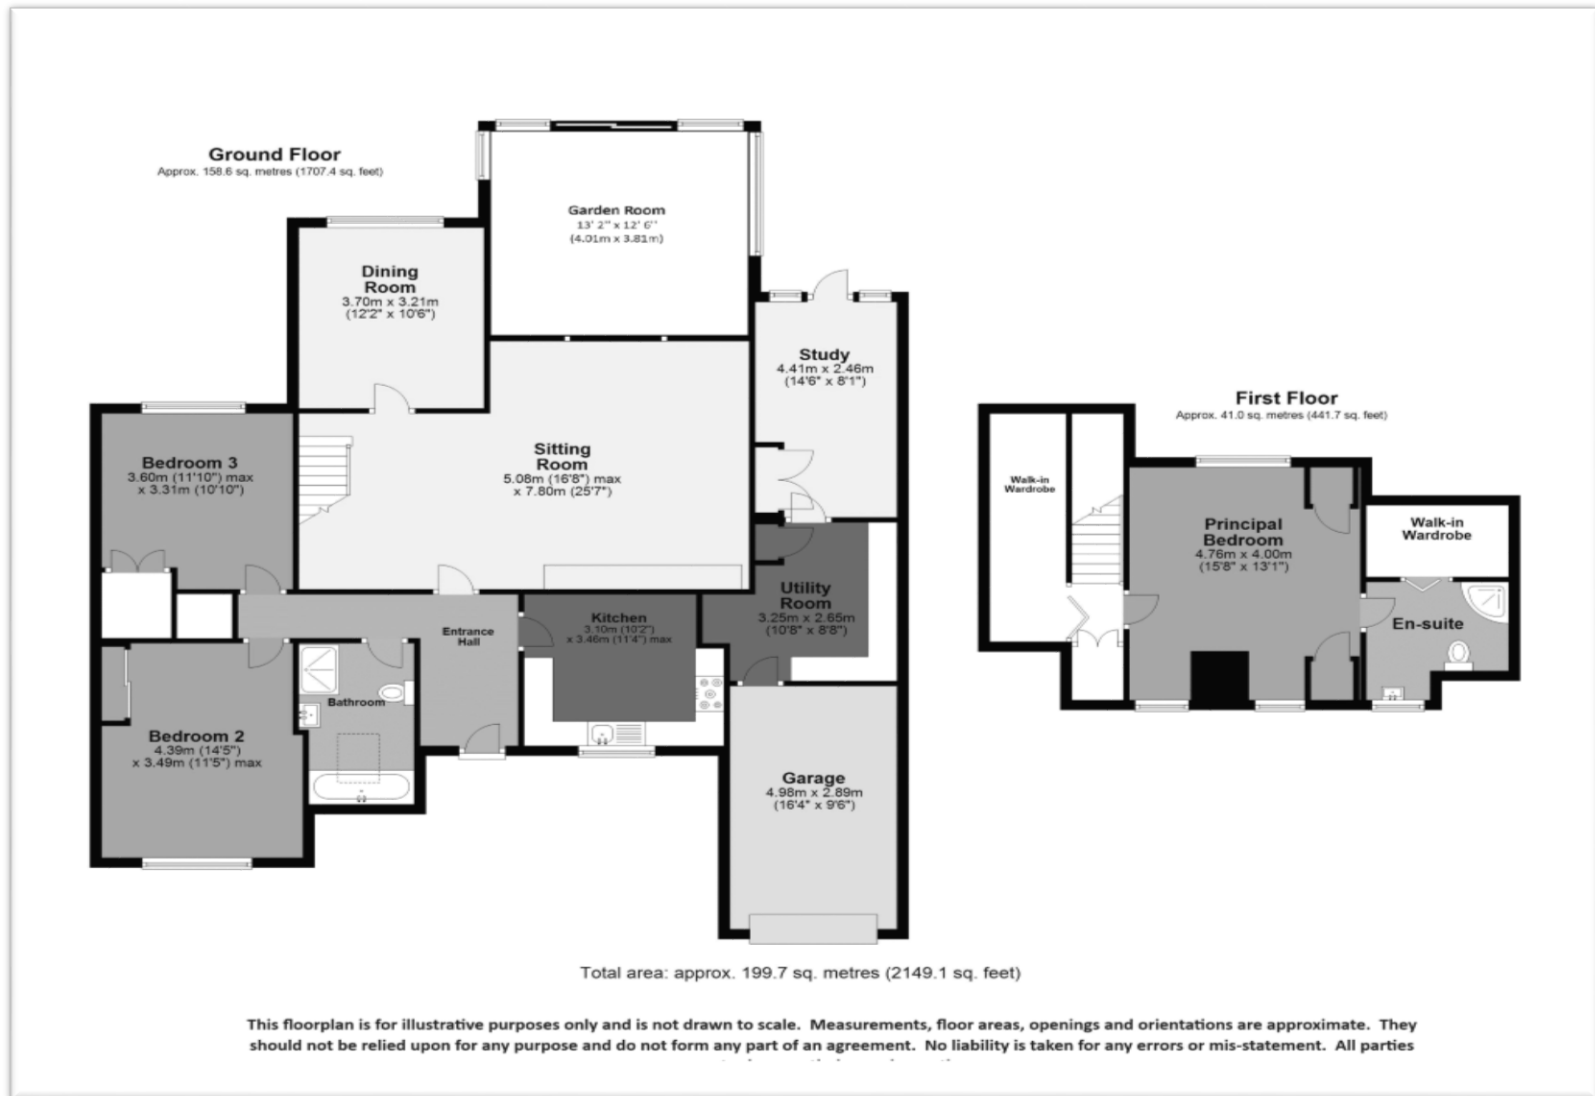 Ground Floor
Approx. 158.6 sq. metres (1707.4 sq. feet)
Garden Room
13' 2'' x 12' 6''
(4.01m x 3.81m)
Dining
Room
3.70m x 3.21m
(12'2" x 10'6")
Study
4.41m x 2.46m
(14'6" x 8'1")
Bedroom 3
3.60m (11'10") max
x 3.31m (10'10")
Sitting
Room
5.08m (16'8") max
x 7.80m (25'7")
Utility
Room
3.25m x 2.65m
(10'8" x 8'8")
Kitchen
3.10m (10'2")
x 3.46m (11'4") max
Entrance
Hall
Bathroom
Bedroom 2
4.39m (14'5")
x 3.49m (11'5") max
Garage
4.98m x 2.89m
(16'4" x 9'6")
First Floor
Approx. 41.0 sq. metres (441.7 sq. feet)
Walk-in
Wardrobe
Principal
Bedroom
4.76m x 4.00m
(15'8" x 13'1")
Walk-in
Wardrobe
En-suite
Total area: approx. 199.7 sq. metres (2149.1 sq. feet)
This floorplan is for illustrative purposes only and is not drawn to scale. Measurements, floor areas, openings and orientations are approximate. They
should not be relied upon for any purpose and do not form any part of an agreement. No liability is taken for any errors or mis-statement. All parties